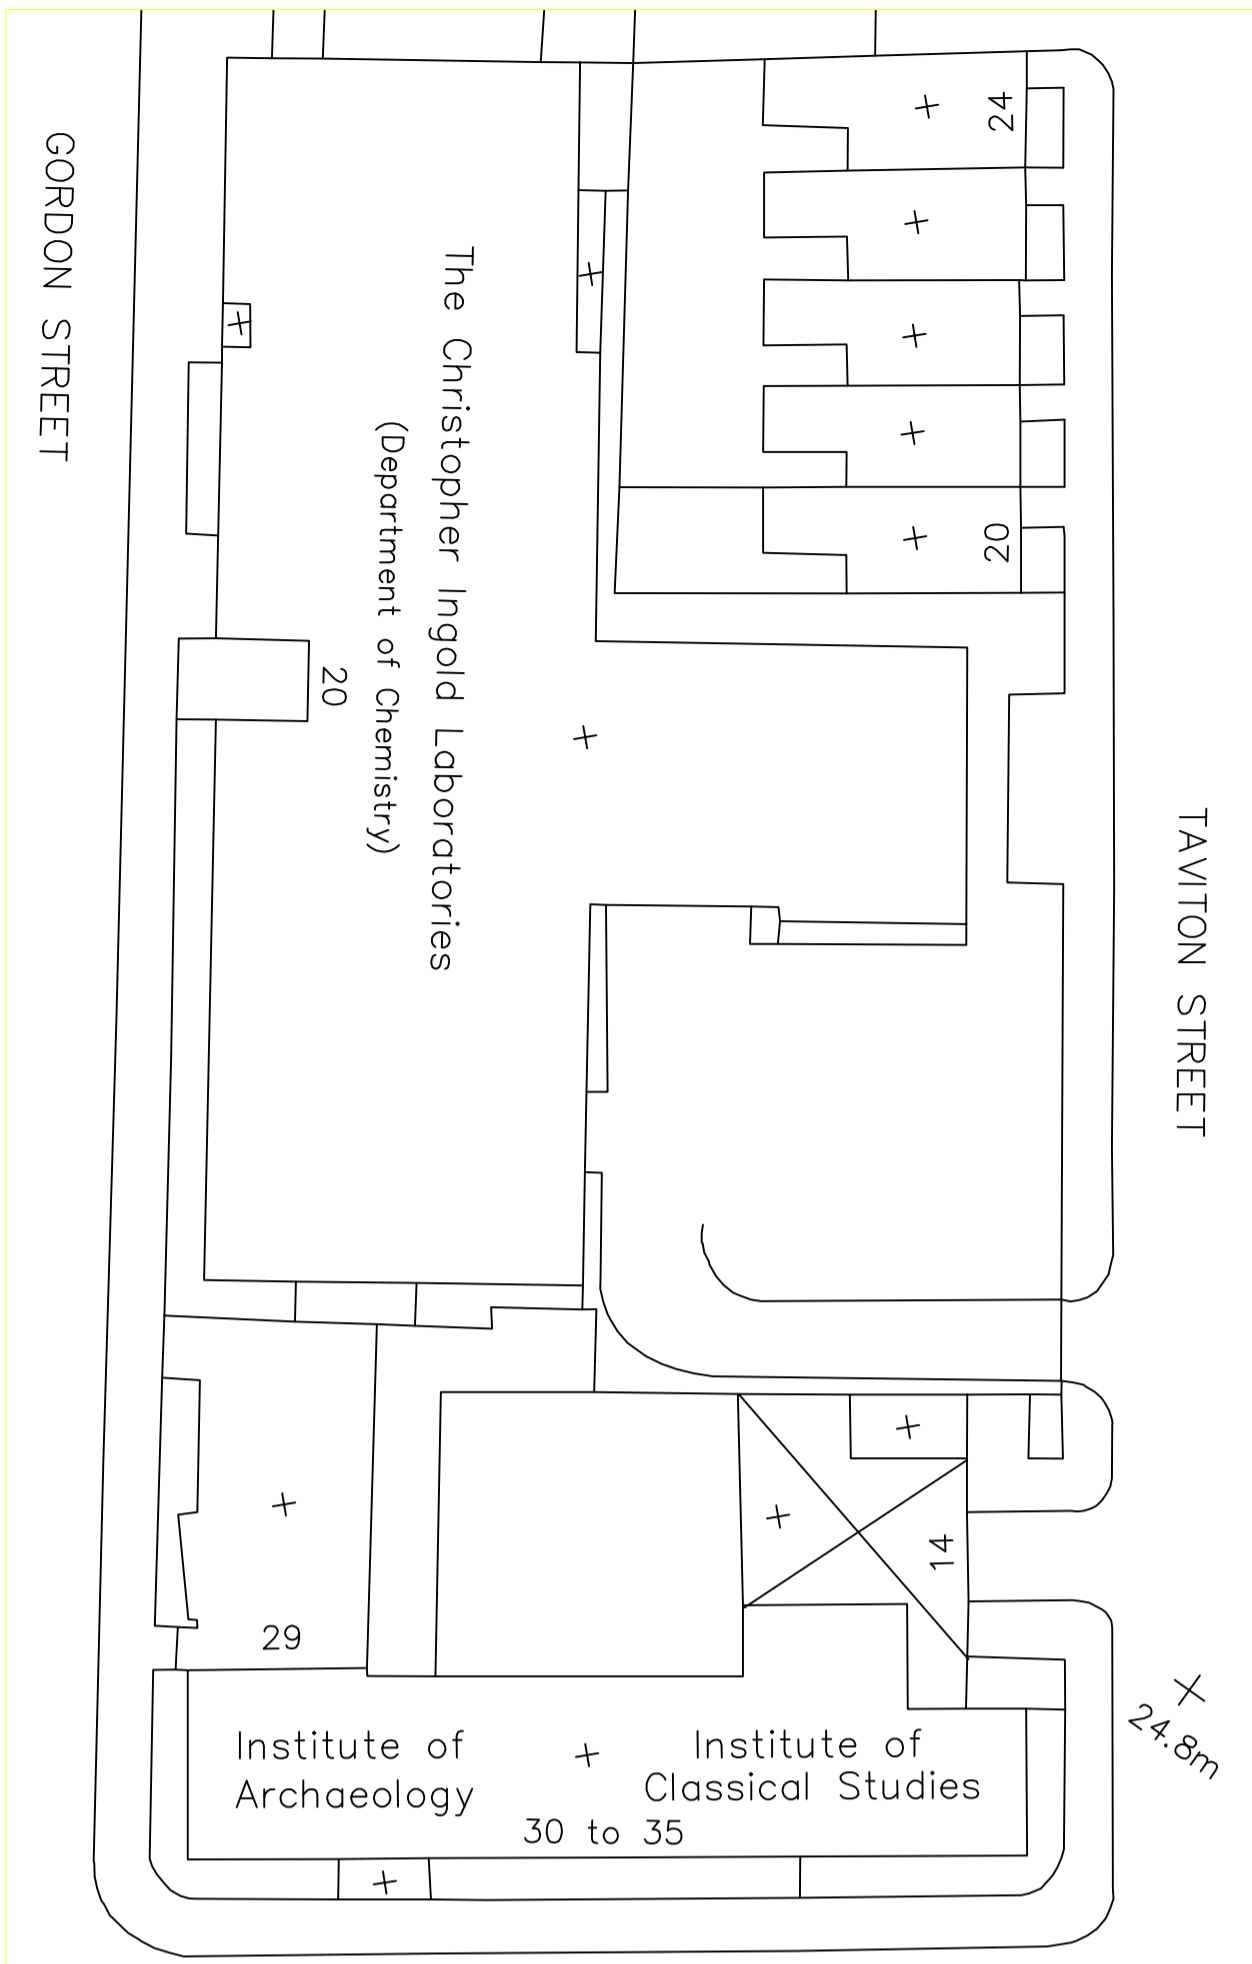 GORDON STREET
The Christopher Ingold Laboratories
(Department of Chemistry)
20
24
20
TAVITON STREET
14
29
24.8m
Institute of
Archaeology
Institute of
Classical Studies
30 to 35